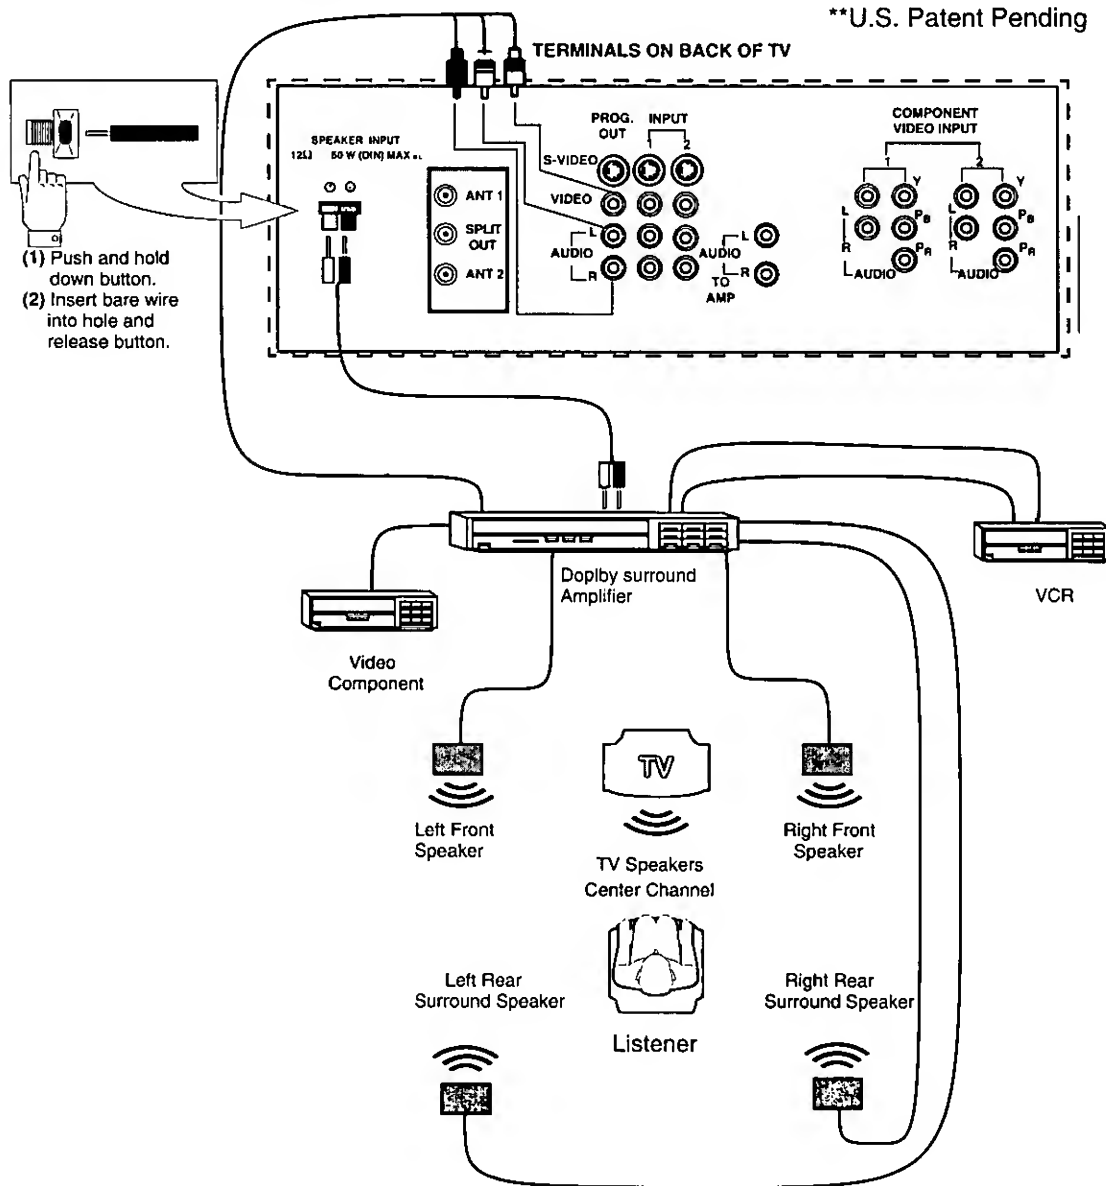 **U.S. Patent Pending
TERMINALS ON BACK OF TV
SPEAKER INPUT
12Ω 50 W (DIN) MAX
ANT 1
SPLIT
OUT
ANT 2
PROG.
OUT
INPUT
1
2
S-VIDEO
VIDEO
L
AUDIO
R
L
AUDIO
R
TO
AMP
COMPONENT
VIDEO INPUT
1
2
Y
PB
PR
L
R
AUDIO
Y
PB
PR
L
R
AUDIO
(1) Push and hold
down button.
(2) Insert bare wire
into hole and
release button.
Doplby surround
Amplifier
VCR
Video
Component
TV
Left Front
Speaker
TV Speakers
Center Channel
Right Front
Speaker
Left Rear
Surround Speaker
Right Rear
Surround Speaker
Listener